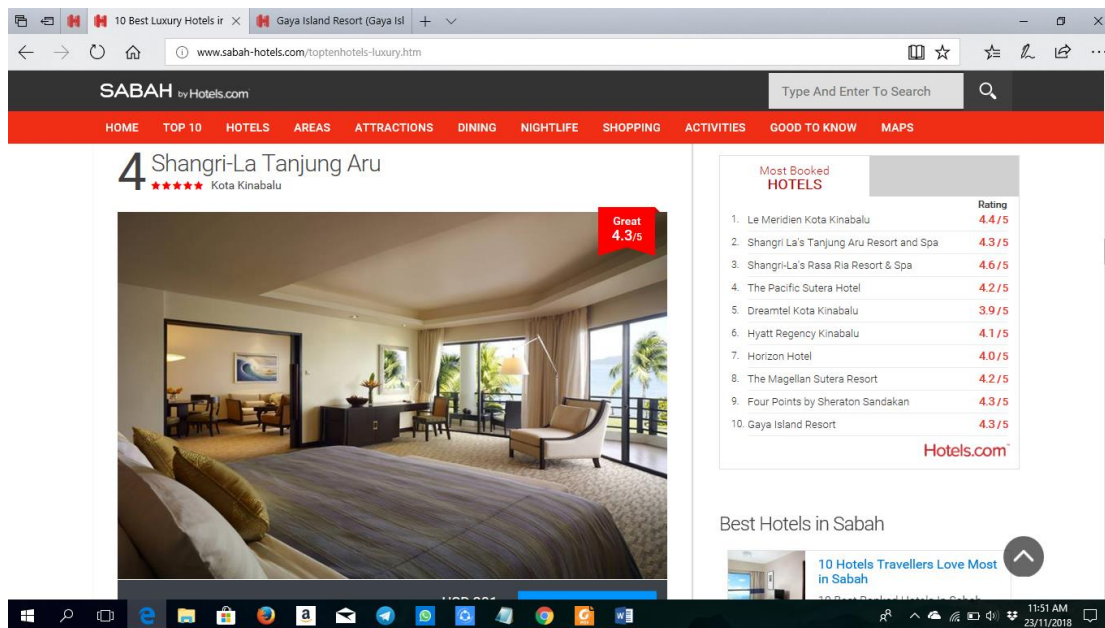 10 Best Luxury Hotels ir
Gaya Island Resort (Gaya Isl
www.sabah-hotels.com/toptenhotels-luxury.htm
SABAH by Hotels.com
Type And Enter To Search
HOME TOP 10 HOTELS AREAS ATTRACTIONS DINING NIGHTLIFE SHOPPING ACTIVITIES GOOD TO KNOW MAPS
4 Shangri-La Tanjung Aru
Kota Kinabalu
Great
4.3/5
Most Booked
HOTELS
Rating
1. Le Meridien Kota Kinabalu 4.4/5
2. Shangri La's Tanjung Aru Resort and Spa 4.3/5
3. Shangri-La's Rasa Ria Resort & Spa 4.6/5
4. The Pacific Sutera Hotel 4.2/5
5. Dreamtel Kota Kinabalu 3.9/5
6. Hyatt Regency Kinabalu 4.1/5
7. Horizon Hotel 4.0/5
8. The Magellan Sutera Resort 4.2/5
9. Four Points by Sheraton Sandakan 4.3/5
10. Gaya Island Resort 4.3/5
Hotels.com
Best Hotels in Sabah
10 Hotels Travellers Love Most
in Sabah
11:51 AM
23/11/2018